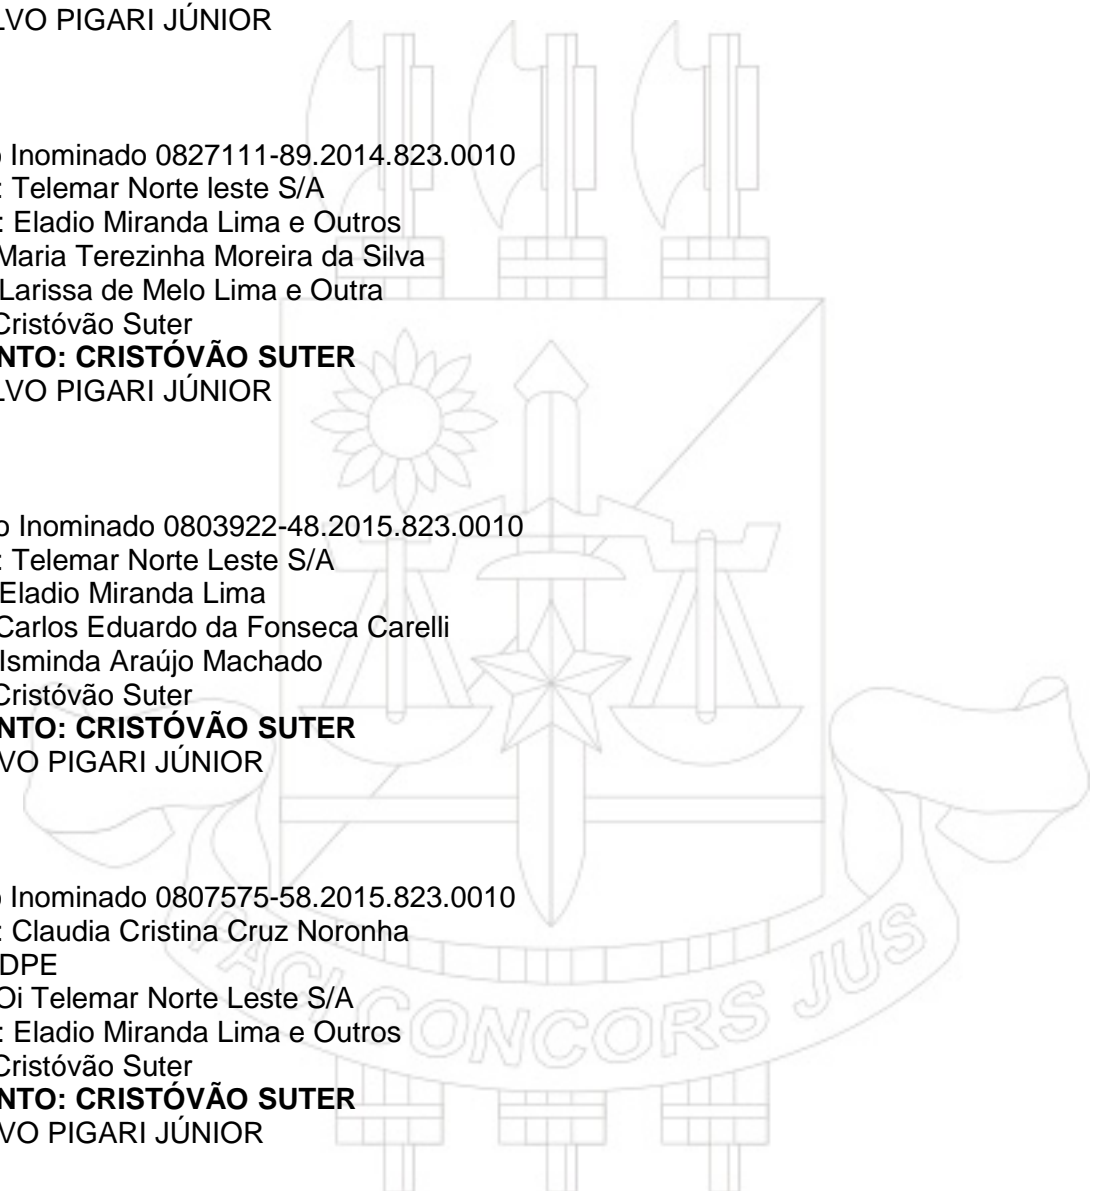 LVO PIGARI JÚNIOR
o Inominado 0827111-89.2014.823.0010
: Telemar Norte leste S/A
: Eladio Miranda Lima e Outros
Maria Terezinha Moreira da Silva
Larissa de Melo Lima e Outra
Cristóvão Suter
NTO: CRISTÓVÃO SUTER
LVO PIGARI JÚNIOR
o Inominado 0803922-48.2015.823.0010
: Telemar Norte Leste S/A
Eladio Miranda Lima
Carlos Eduardo da Fonseca Carelli
Isminda Araújo Machado
Cristóvão Suter
NTO: CRISTÓVÃO SUTER
VO PIGARI JÚNIOR
o Inominado 0807575-58.2015.823.0010
: Claudia Cristina Cruz Noronha
DPE
Oi Telemar Norte Leste S/A
: Eladio Miranda Lima e Outros
Cristóvão Suter
NTO: CRISTÓVÃO SUTER
VO PIGARI JÚNIOR
PACI CONCORS JUS